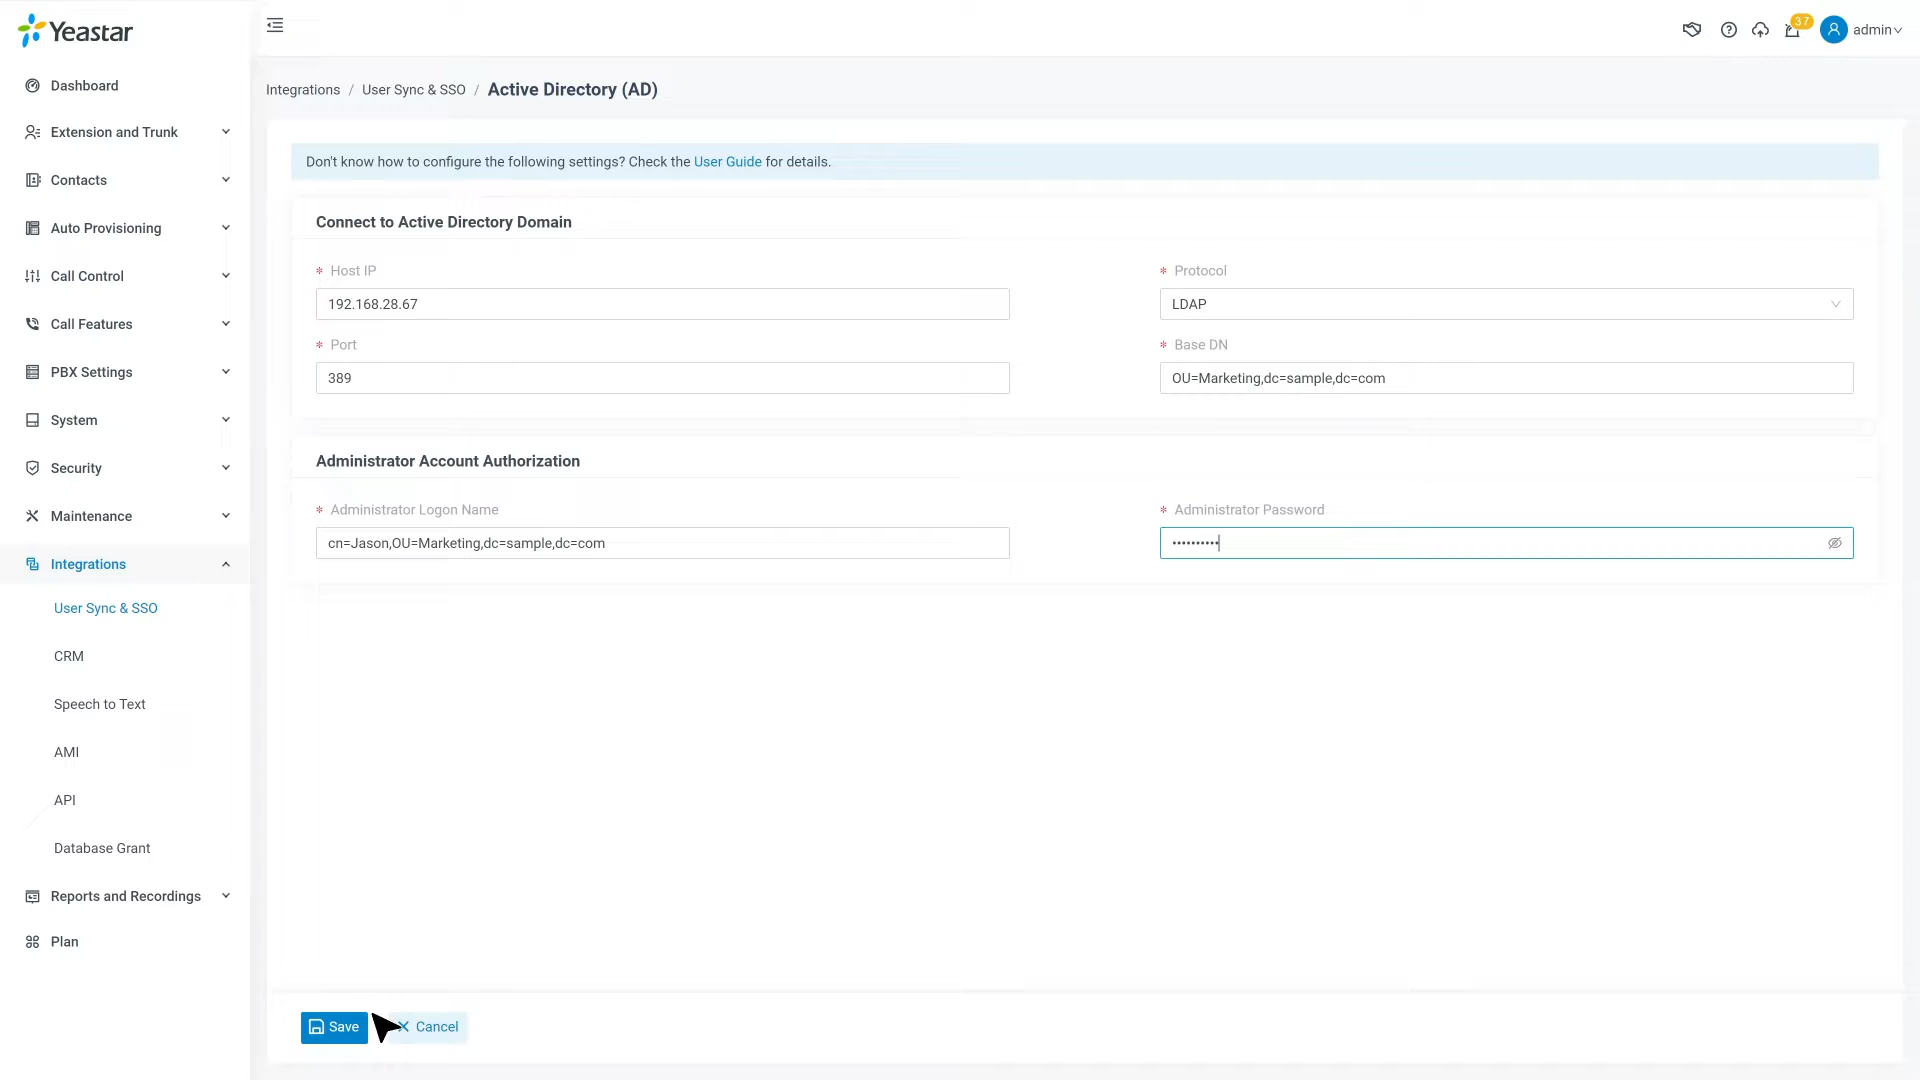 Yeastar
37
admin
Dashboard
Extension and Trunk
Contacts
Auto Provisioning
Call Control
Call Features
PBX Settings
System
Security
Maintenance
Integrations
User Sync & SSO
CRM
Speech to Text
AMI
API
Database Grant
Reports and Recordings
Plan
Integrations / User Sync & SSO / Active Directory (AD)
Don't know how to configure the following settings? Check the User Guide for details.
Connect to Active Directory Domain
* Host IP
192.168.28.67
* Protocol
LDAP
* Port
389
* Base DN
OU=Marketing,dc=sample,dc=com
Administrator Account Authorization
* Administrator Logon Name
cn=Jason,OU=Marketing,dc=sample,dc=com
* Administrator Password
••••••••••
Save
Cancel